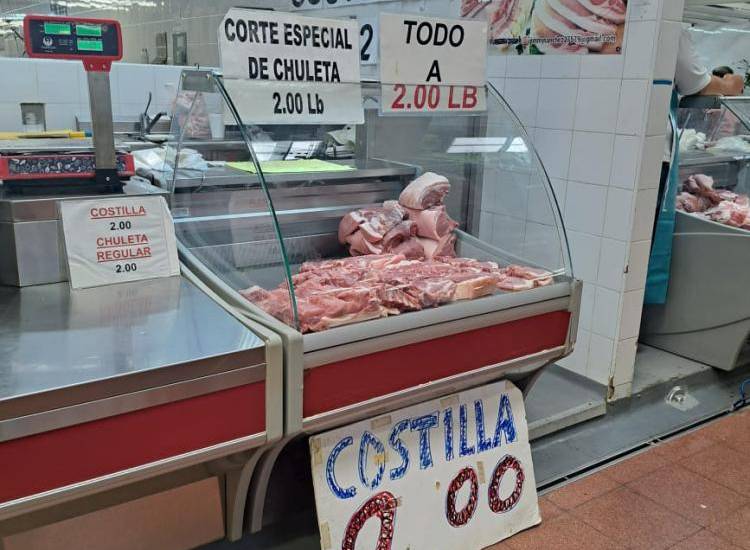 CORTE ESPECIAL
DE CHULETA
2.00 Lb
TODO
A
2.00 LB
COSTILLA
2.00
CHULETA
REGULAR
2.00
COSTILLA